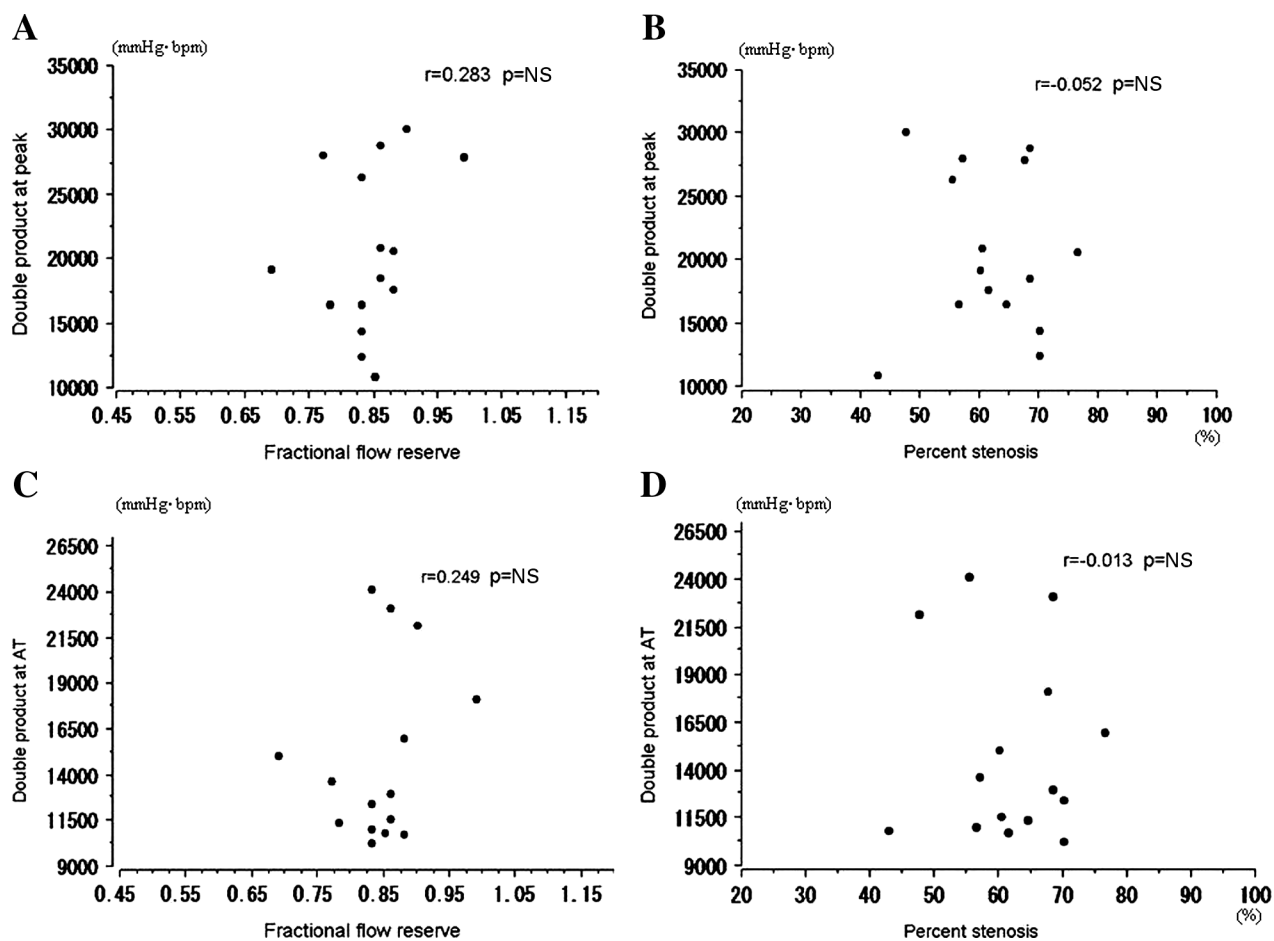 A
(mmHg·bpm)
r=0.283 p=NS
35000
30000
25000
20000
15000
10000
Double product at peak
0.45 0.55 0.65 0.75 0.85 0.95 1.05 1.15
Fractional flow reserve
B
(mmHg·bpm)
r=-0.052 p=NS
35000
30000
25000
20000
15000
10000
Double product at peak
20 30 40 50 60 70 80 90 100
(%)
Percent stenosis
C
(mmHg·bpm)
r=0.249 p=NS
26500
24000
21500
19000
16500
14000
11500
9000
Double product at AT
0.45 0.55 0.65 0.75 0.85 0.95 1.05 1.15
Fractional flow reserve
D
(mmHg·bpm)
r=-0.013 p=NS
26500
24000
21500
19000
16500
14000
11500
9000
Double product at AT
20 30 40 50 60 70 80 90 100
(%)
Percent stenosis